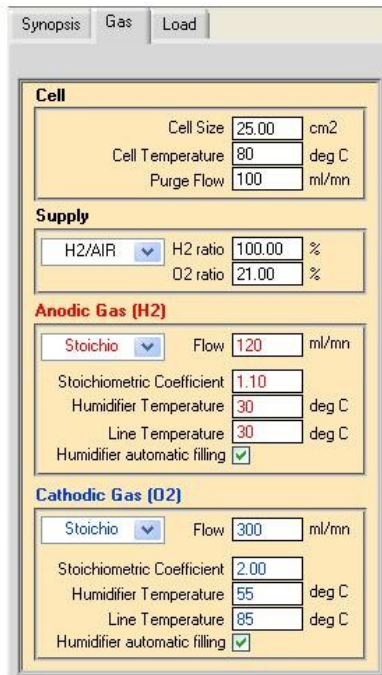 Synopsis Gas Load
Cell
Cell Size 25.00 cm2
Cell Temperature 80 deg C
Purge Flow 100 ml/mn
Supply
H2/AIR H2 ratio 100.00 %
O2 ratio 21.00 %
Anodic Gas (H2)
Stoichio Flow 120 ml/mn
Stoichiometric Coefficient 1.10
Humidifier Temperature 30 deg C
Line Temperature 30 deg C
Humidifier automatic filling
Cathodic Gas (O2)
Stoichio Flow 300 ml/mn
Stoichiometric Coefficient 2.00
Humidifier Temperature 55 deg C
Line Temperature 85 deg C
Humidifier automatic filling